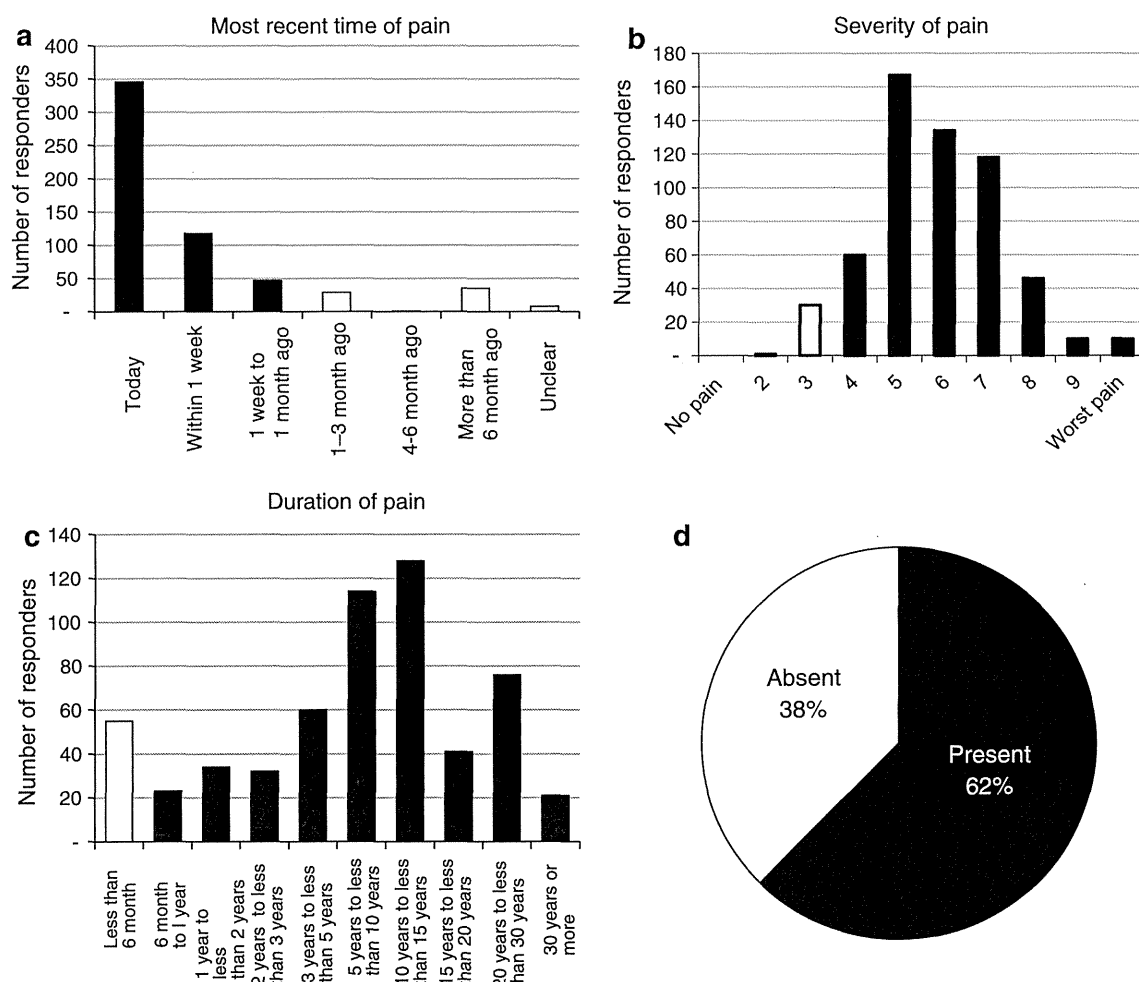 a
Most recent time of pain
Number of responders
400
350
300
250
200
150
100
50
-
Today
Within 1 week
1 week to
1 month ago
1–3 month ago
4-6 month ago
More than
6 month ago
Unclear
b
Severity of pain
Number of responders
180
160
140
120
100
80
60
40
20
-
No pain
2
3
4
5
6
7
8
9
Worst pain
c
Duration of pain
Number of responders
140
120
100
80
60
40
20
-
Less than
6 month
6 month
to I year
1 year to
less
than 2 years
2 years to less
than 3 years
3 years to less
than 5 years
5 years to less
than 10 years
10 years to less
than 15 years
15 years to less
than 20 years
20 years to less
than 30 years
30 years or
more
d
Absent
38%
Present
62%